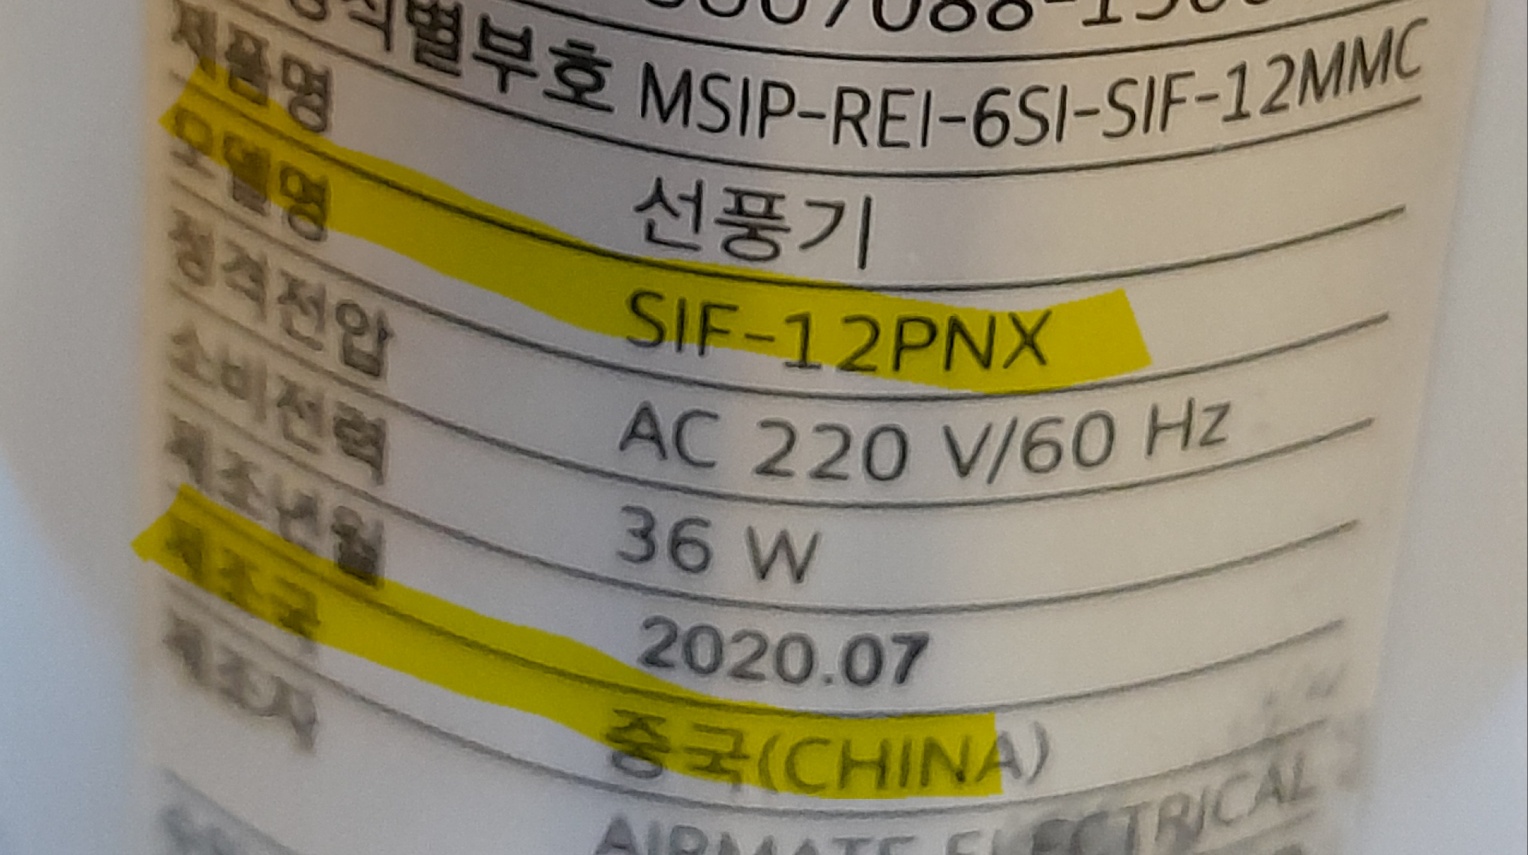 식별부호 MSIP-REI-6SI-SIF-12MMC
제품명 선풍기
모델명 SIF-12PNX
정격전압 AC 220 V/60 Hz
소비전력 36 W
제조년월 2020.07
제조국 중국(CHINA)
제조자 AIRMATE ELECTRICAL